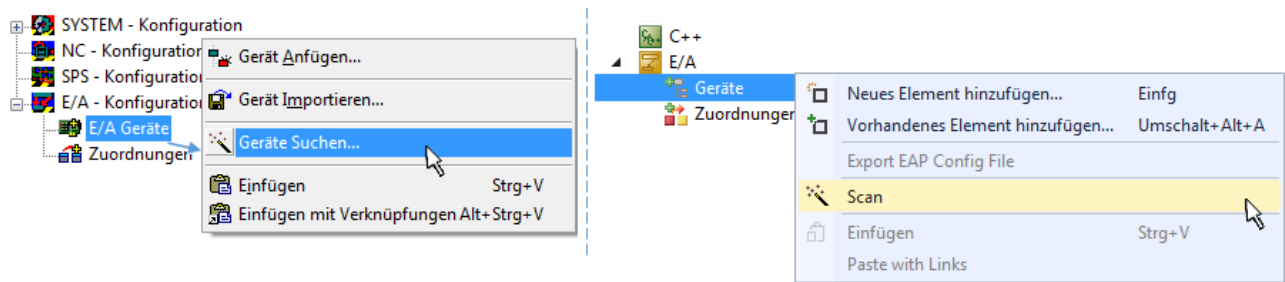 SYSTEM - Konfiguration
NC - Konfiguration
SPS - Konfiguration
E/A - Konfiguration
E/A Geräte
Zuordnungen
Gerät Anfügen...
Gerät Importieren...
Geräte Suchen...
Einfügen Strg+V
Einfügen mit Verknüpfungen Alt+Strg+V
C++
E/A
Geräte
Zuordnungen
Neues Element hinzufügen... Einfg
Vorhandenes Element hinzufügen... Umschalt+Alt+A
Export EAP Config File
Scan
Einfügen Strg+V
Paste with Links